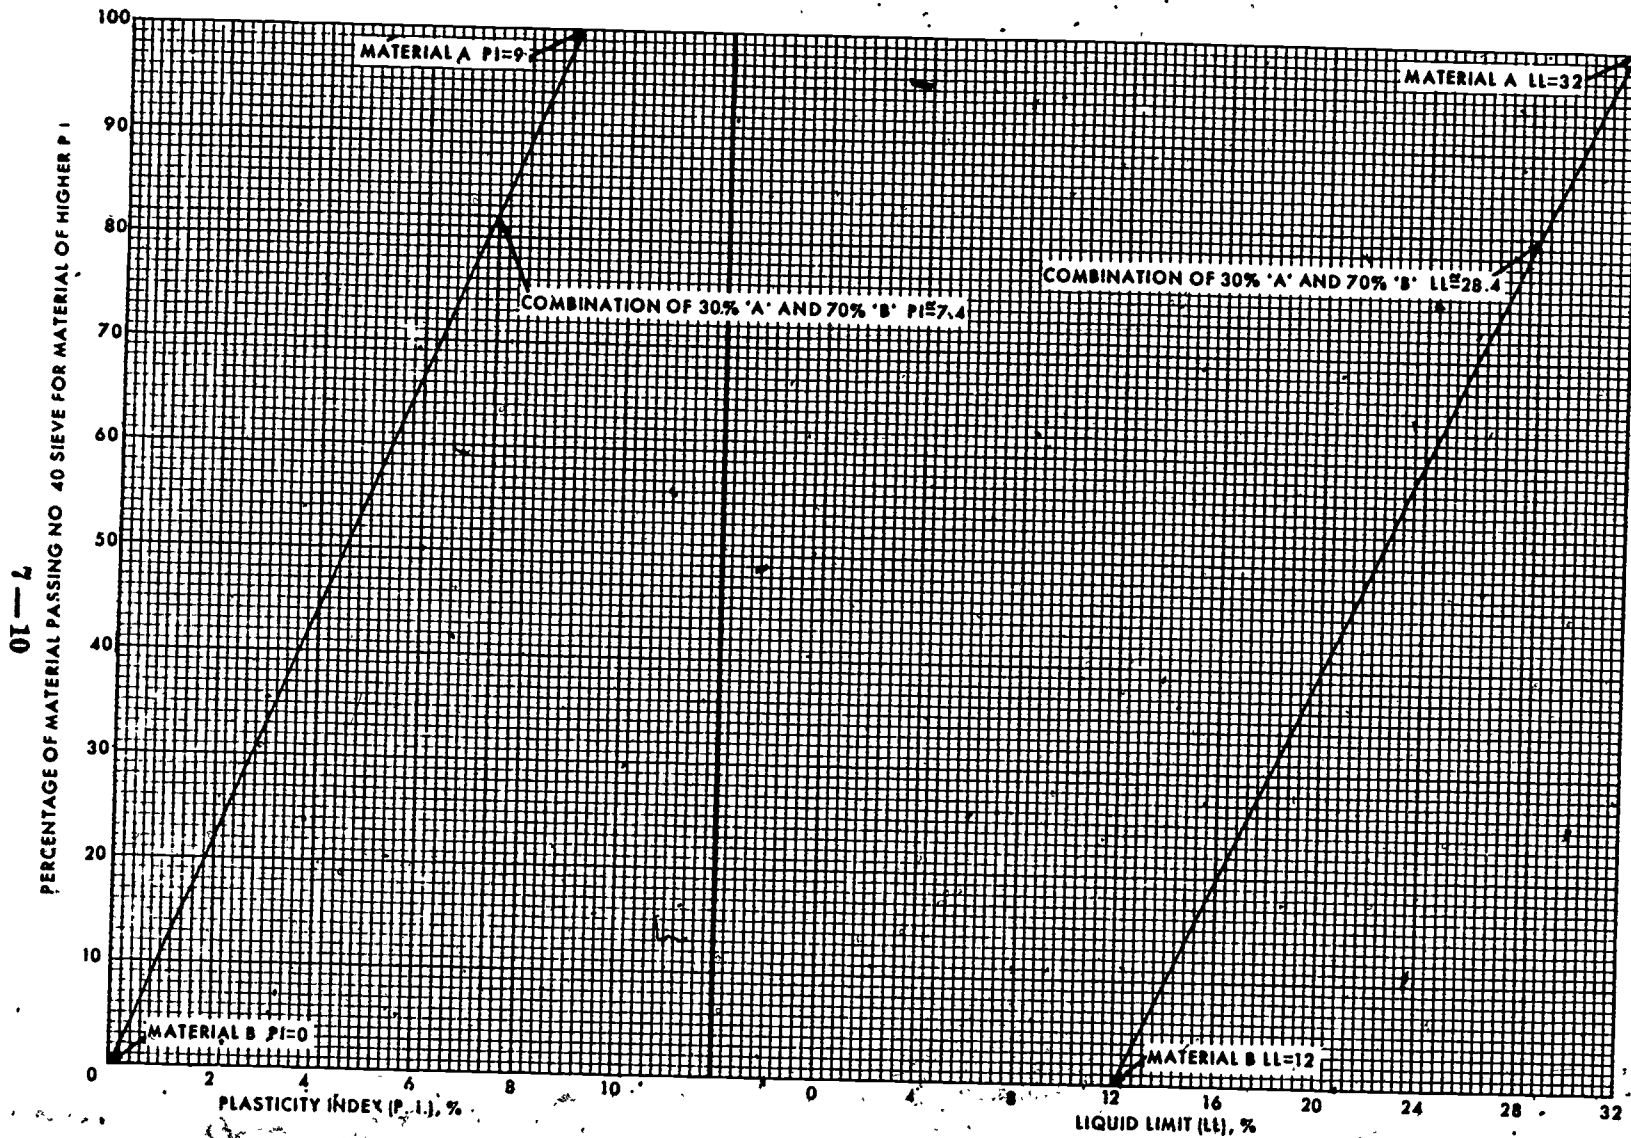 100
MATERIAL A PI=9
MATERIAL A LL=32
90
80
COMBINATION OF 30% 'A' AND 70% 'B' LL≅28.4
COMBINATION OF 30% 'A' AND 70% 'B' PI≅7.4
70
60
50
40
30
20
10
0
PERCENTAGE OF MATERIAL PASSING NO 40 SIEVE FOR MATERIAL OF HIGHER PI
7 — 10
MATERIAL B PI=0
MATERIAL B LL=12
2 4 6 8 10 0 4 8 12 16 20 24 28 32
PLASTICITY INDEX (P. I.), %
LIQUID LIMIT (LL), %